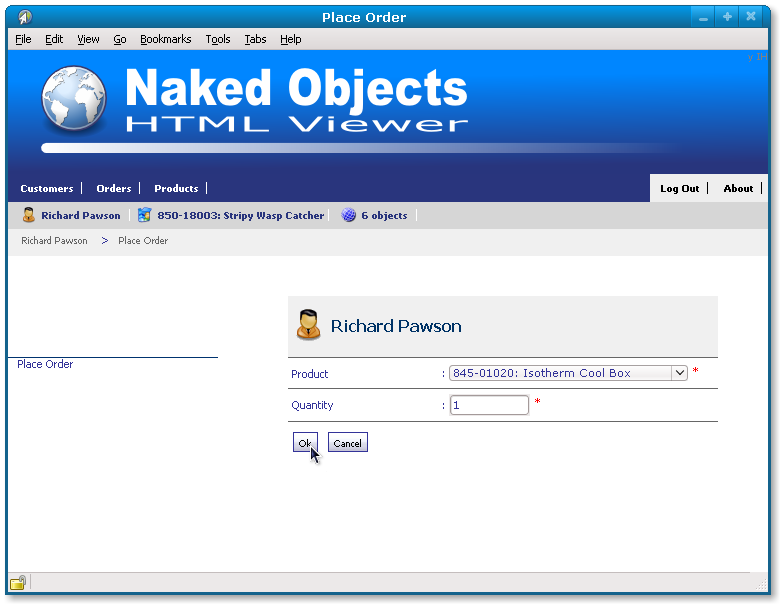 Place Order
File Edit View Go Bookmarks Tools Tabs Help
Naked Objects
HTML Viewer
Customers Orders Products Log Out About
Richard Pawson 850-18003: Stripy Wasp Catcher 6 objects
Richard Pawson > Place Order
Richard Pawson
Place Order
Product : 845-01020: Isotherm Cool Box *
Quantity : 1 *
Ok Cancel